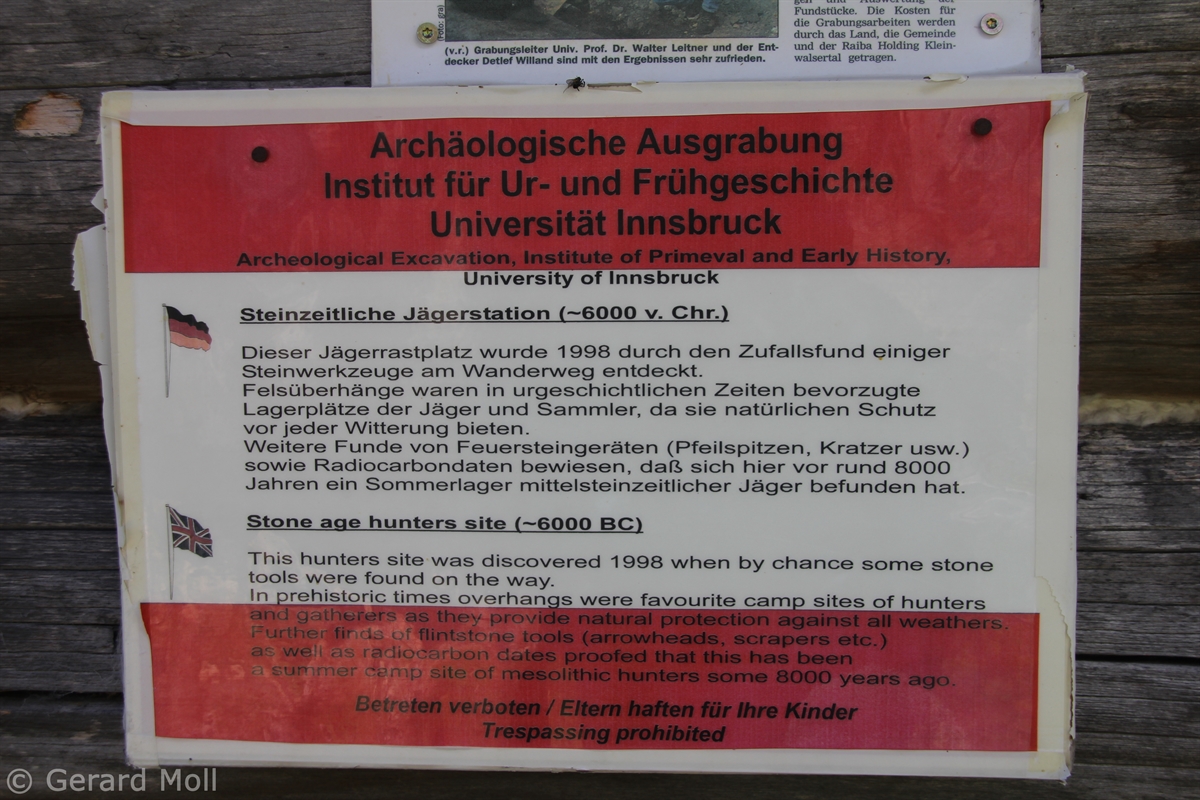 (Foto: gra)
(v.r.) Grabungsleiter Univ. Prof. Dr. Walter Leitner und der Ent-
decker Detlef Willand sind mit den Ergebnissen sehr zufrieden.
gen und Auswertung der
Fundstücke. Die Kosten für
die Grabungsarbeiten werden
durch das Land, die Gemeinde
und der Raiba Holding Klein-
walsertal getragen.
Archäologische Ausgrabung
Institut für Ur- und Frühgeschichte
Universität Innsbruck
Archeological Excavation, Institute of Primeval and Early History,
University of Innsbruck
Steinzeitliche Jägerstation (~6000 v. Chr.)
Dieser Jägerrastplatz wurde 1998 durch den Zufallsfund einiger
Steinwerkzeuge am Wanderweg entdeckt.
Felsüberhänge waren in urgeschichtlichen Zeiten bevorzugte
Lagerplätze der Jäger und Sammler, da sie natürlichen Schutz
vor jeder Witterung bieten.
Weitere Funde von Feuersteingeräten (Pfeilspitzen, Kratzer usw.)
sowie Radiocarbondaten bewiesen, daß sich hier vor rund 8000
Jahren ein Sommerlager mittelsteinzeitlicher Jäger befunden hat.
Stone age hunters site (~6000 BC)
This hunters site was discovered 1998 when by chance some stone
tools were found on the way.
In prehistoric times overhangs were favourite camp sites of hunters
and gatherers as they provide natural protection against all weathers.
Further finds of flintstone tools (arrowheads, scrapers etc.)
as well as radiocarbon dates proofed that this has been
a summer camp site of mesolithic hunters some 8000 years ago.
Betreten verboten / Eltern haften für Ihre Kinder
Trespassing prohibited
© Gerard Moll